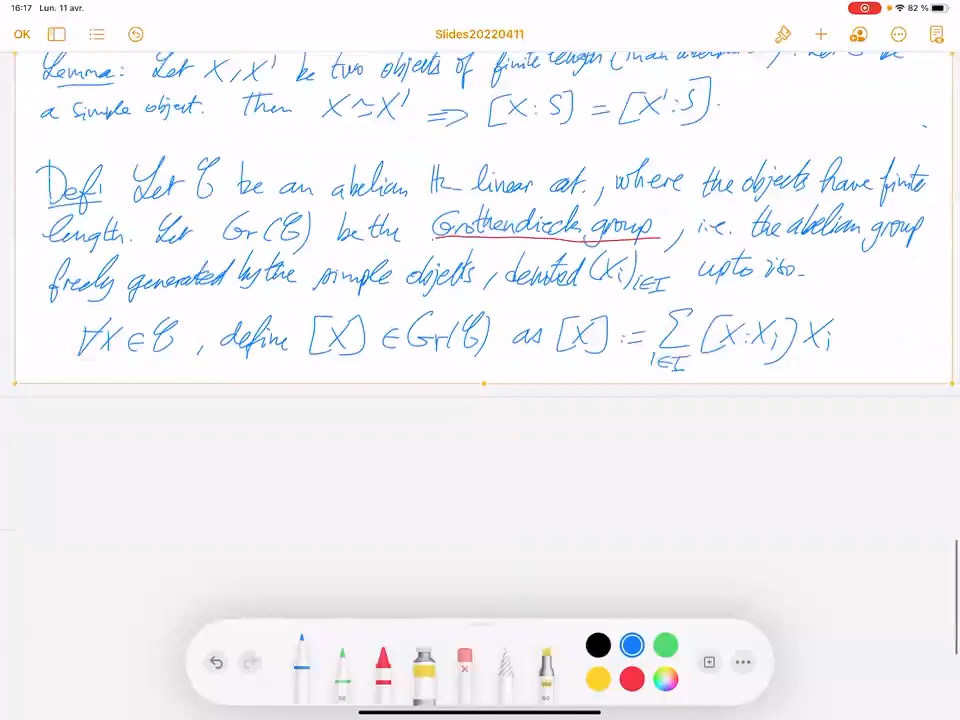 16:17 Lun. 11 avr.
82 %
OK
Slides20220411
Lemma: Let X, X' be two objects of finite length
a simple object. Then X ≃ X' ⇒ [X:S] = [X':S].
Def: Let 𝒞 be an abelian 𝕜-linear cat., where the objects have finite
length. Let Gr(𝒞) be the Grothendieck group, i.e. the abelian group
freely generated by the simple objects, denoted (Xi)i∈I up to iso.
∀X∈𝒞, define [X] ∈ Gr(𝒞) as [X] := ∑i∈I [X:Xi] Xi